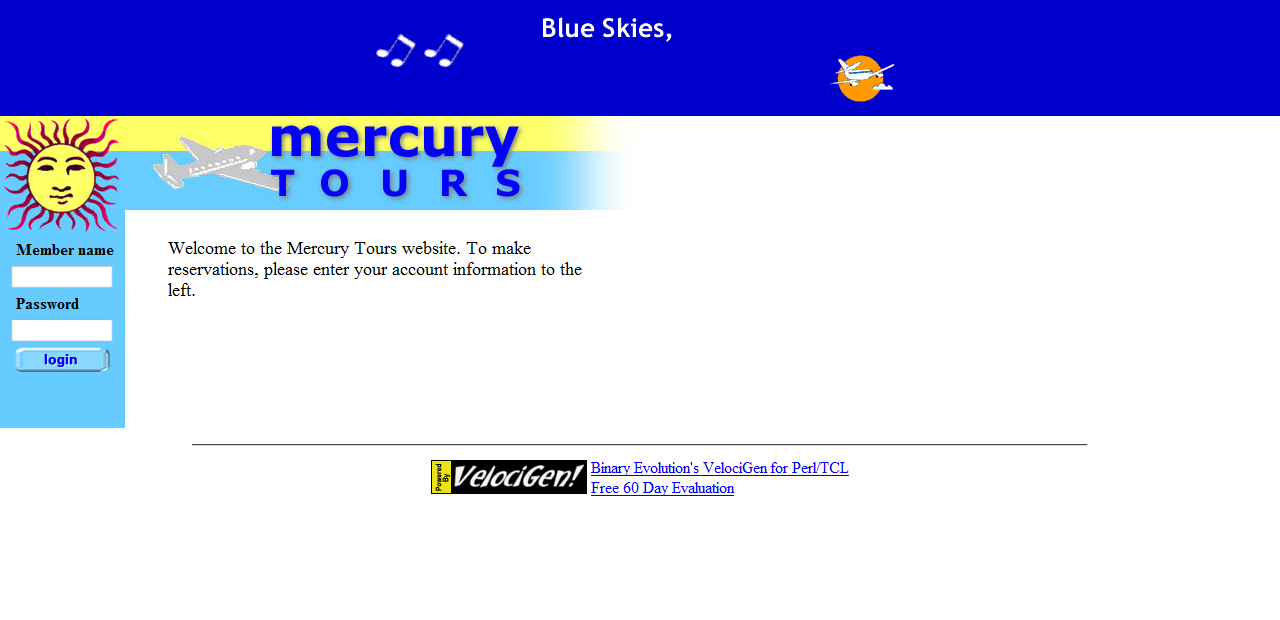 Blue Skies,
mercury
TOURS
Member name
Password
login
Welcome to the Mercury Tours website. To make
reservations, please enter your account information to the
left.
Powered By VelociGen!
Binary Evolution's VelociGen for Perl/TCL
Free 60 Day Evaluation